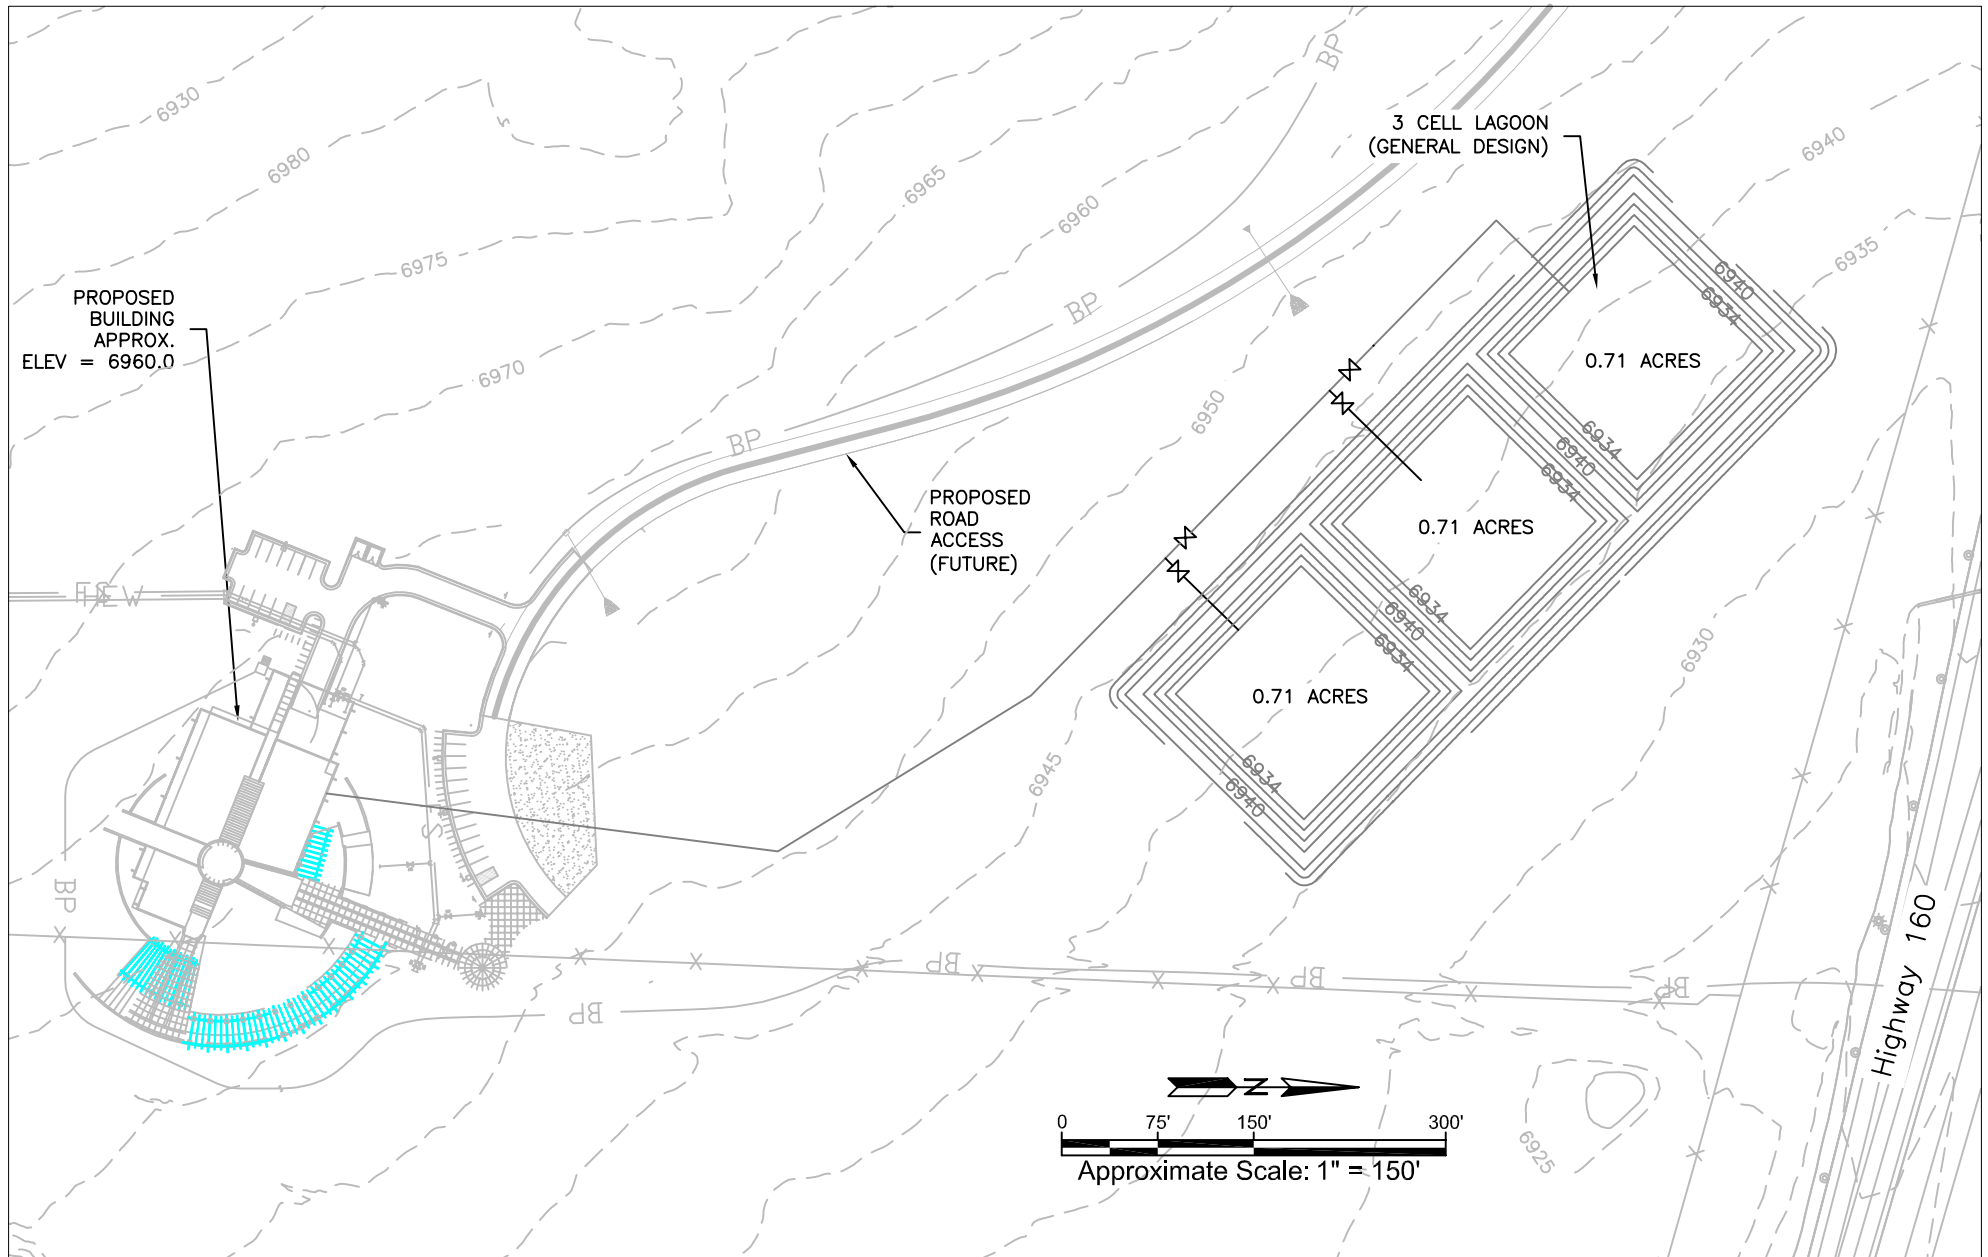 BP
6930
3 CELL LAGOON
(GENERAL DESIGN)
6940
6980
6965
6960
6935
6975
6940
6934
PROPOSED
BUILDING
APPROX.
ELEV = 6960.0
BP
0.71 ACRES
6970
6950
BP
6934
6940
6934
PROPOSED
ROAD
ACCESS
(FUTURE)
0.71 ACRES
6934
6940
6934
6930
0.71 ACRES
6945
6934
6940
S
BP
BP
BP
BP
BP
Highway 160
N
0 75' 150' 300'
Approximate Scale: 1" = 150'
6925